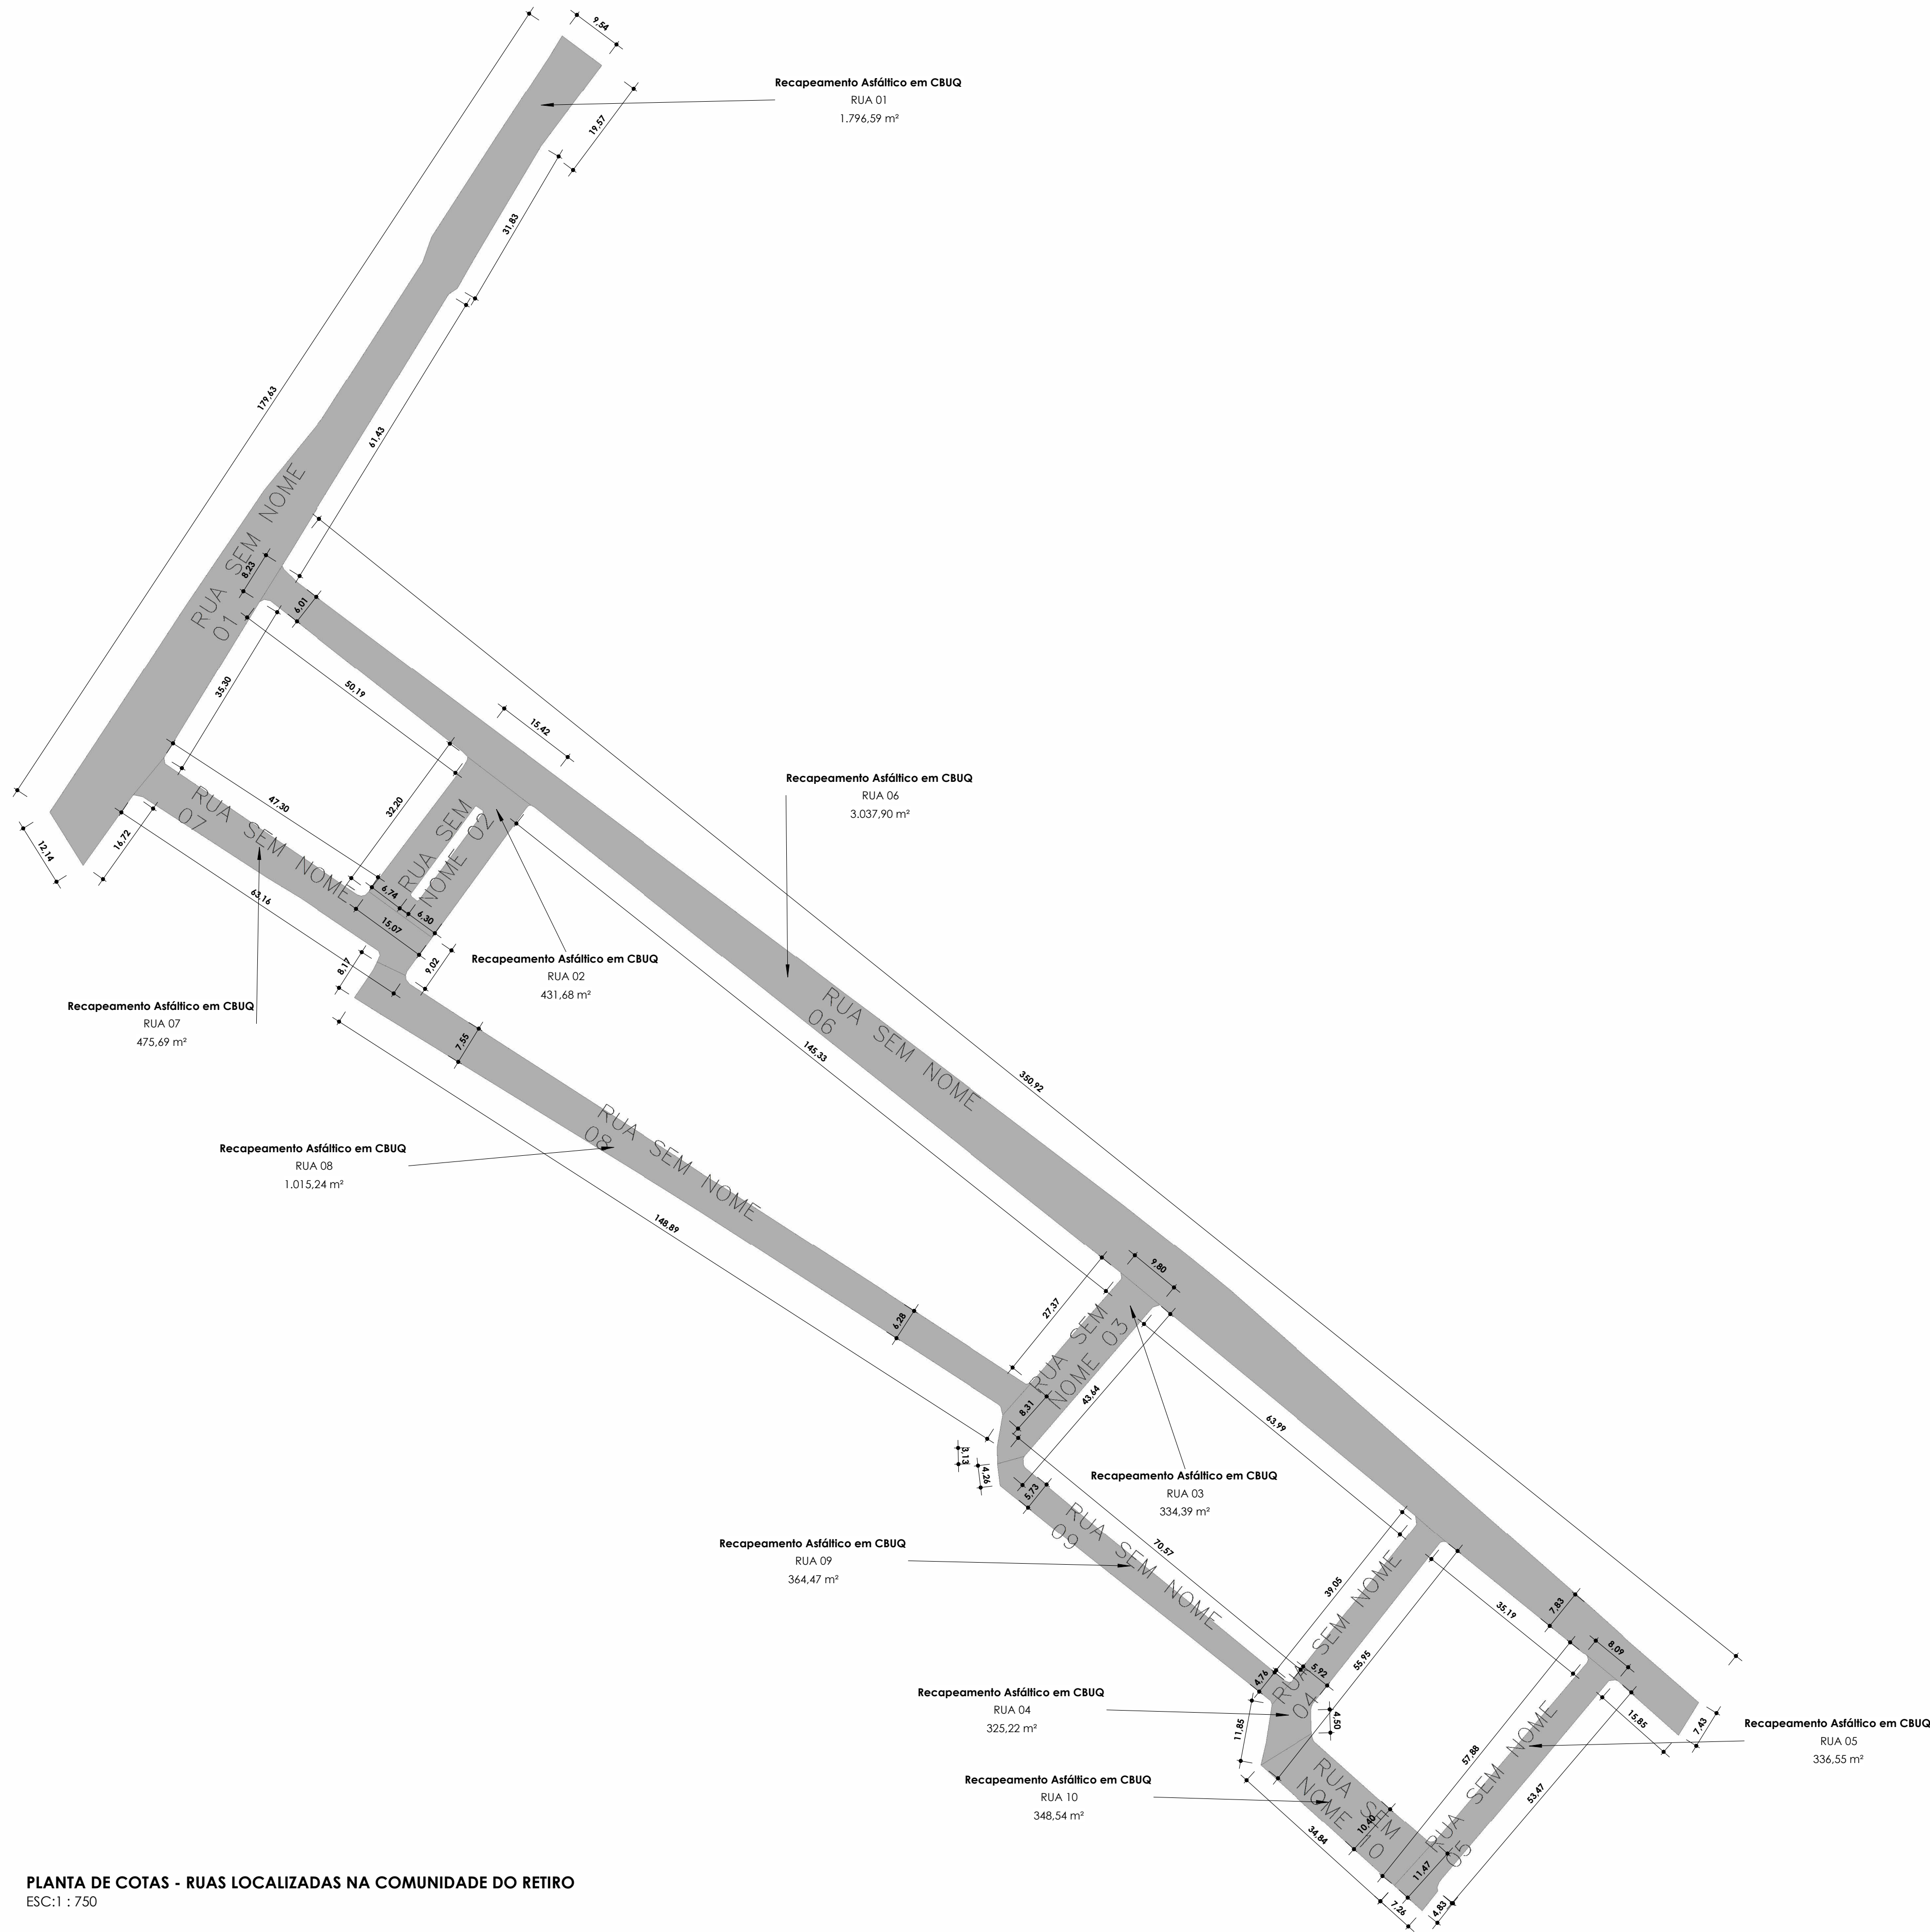 9,54
Recapeamento Asfáltico em CBUQ
RUA 01
1.796,59 m²
19,57
31,83
179,63
61,43
RUA SEM NOME
01
8,23
6,01
35,30
50,19
15,42
Recapeamento Asfáltico em CBUQ
RUA 06
3.037,90 m²
47,30
32,20
RUA SEM NOME
07
RUA SEM
NOME 02
12,14
16,72
63,16
6,74
6,30
15,07
8,17
9,02
Recapeamento Asfáltico em CBUQ
RUA 02
431,68 m²
Recapeamento Asfáltico em CBUQ
RUA 07
475,69 m²
7,55
RUA SEM NOME
06
145,33
350,92
RUA SEM NOME
08
Recapeamento Asfáltico em CBUQ
RUA 08
1.015,24 m²
148,89
9,80
27,37
6,28
RUA SEM
NOME 03
8,31
43,64
63,99
3,13
4,26
5,73
Recapeamento Asfáltico em CBUQ
RUA 03
334,39 m²
RUA SEM NOME
09
70,57
Recapeamento Asfáltico em CBUQ
RUA 09
364,47 m²
39,05
RUA SEM NOME
04
35,19
7,83
8,09
55,95
4,76
5,92
4,50
11,85
Recapeamento Asfáltico em CBUQ
RUA 04
325,22 m²
15,85
7,43
Recapeamento Asfáltico em CBUQ
RUA 05
336,55 m²
57,88
RUA SEM NOME
05
53,47
Recapeamento Asfáltico em CBUQ
RUA 10
348,54 m²
RUA SEM
NOME 10
10,40
34,84
11,47
7,26
4,83
PLANTA DE COTAS - RUAS LOCALIZADAS NA COMUNIDADE DO RETIRO
ESC:1 : 750